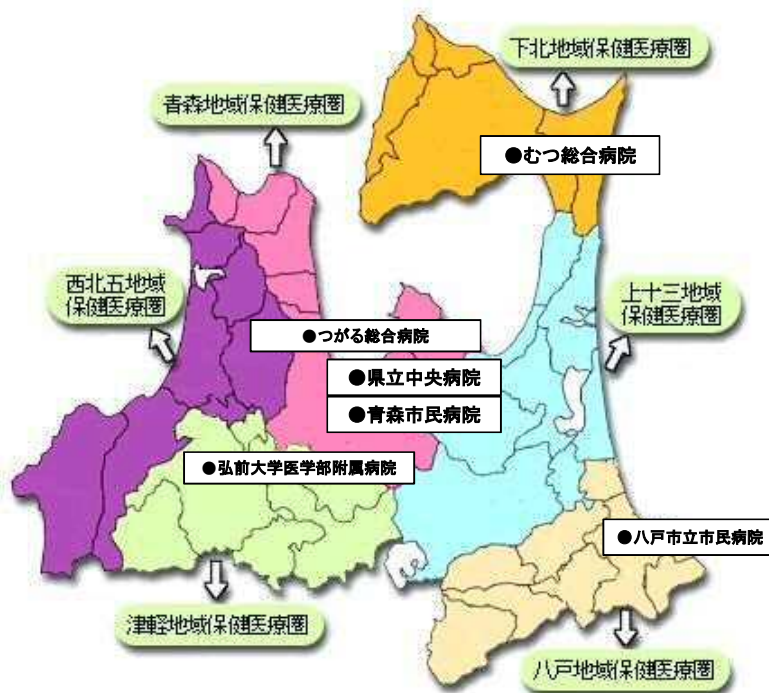 下北地域保健医療圏
青森地域保健医療圏
●むつ総合病院
西北五地域
保健医療圏
上十三地域
保健医療圏
●つがる総合病院
●県立中央病院
●青森市民病院
●弘前大学医学部附属病院
●八戸市立市民病院
津軽地域保健医療圏
八戸地域保健医療圏